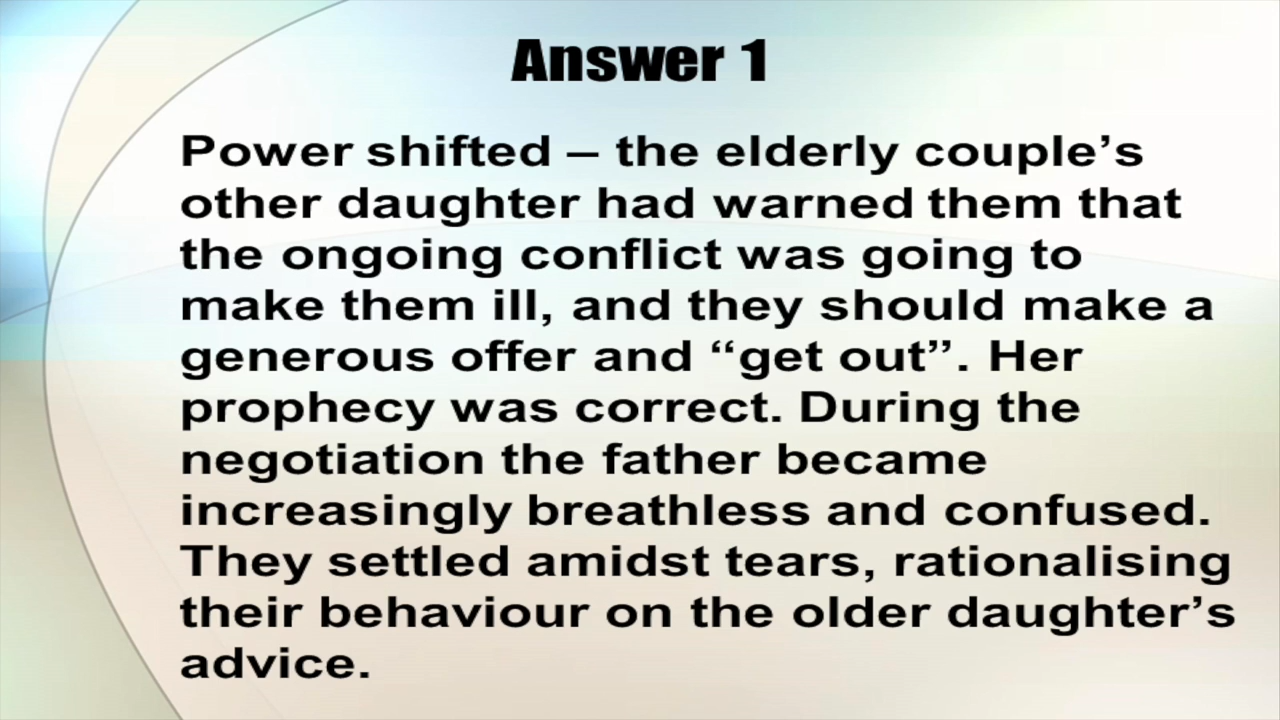 Answer 1
Power shifted – the elderly couple’s
other daughter had warned them that
the ongoing conflict was going to
make them ill, and they should make a
generous offer and “get out”. Her
prophecy was correct. During the
negotiation the father became
increasingly breathless and confused.
They settled amidst tears, rationalising
their behaviour on the older daughter’s
advice.